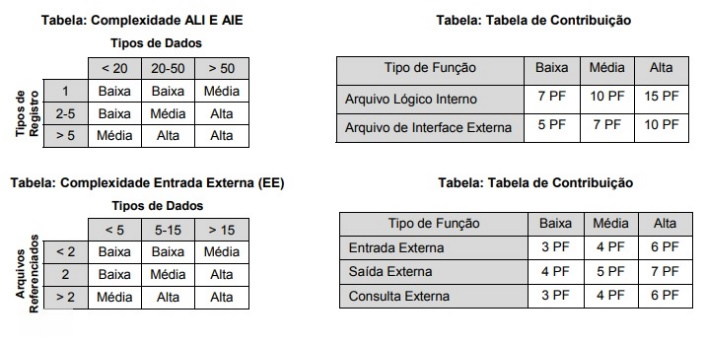 Tabela: Complexidade ALI E AIE
Tipos de Dados
< 20 20-50 > 50
Tipos de Registro
1 Baixa Baixa Média
2-5 Baixa Média Alta
> 5 Média Alta Alta
Tabela: Tabela de Contribuição
Tipo de Função Baixa Média Alta
Arquivo Lógico Interno 7 PF 10 PF 15 PF
Arquivo de Interface Externa 5 PF 7 PF 10 PF
Tabela: Complexidade Entrada Externa (EE)
Tipos de Dados
< 5 5-15 > 15
Arquivos Referenciados
< 2 Baixa Baixa Média
2 Baixa Média Alta
> 2 Média Alta Alta
Tabela: Tabela de Contribuição
Tipo de Função Baixa Média Alta
Entrada Externa 3 PF 4 PF 6 PF
Saída Externa 4 PF 5 PF 7 PF
Consulta Externa 3 PF 4 PF 6 PF